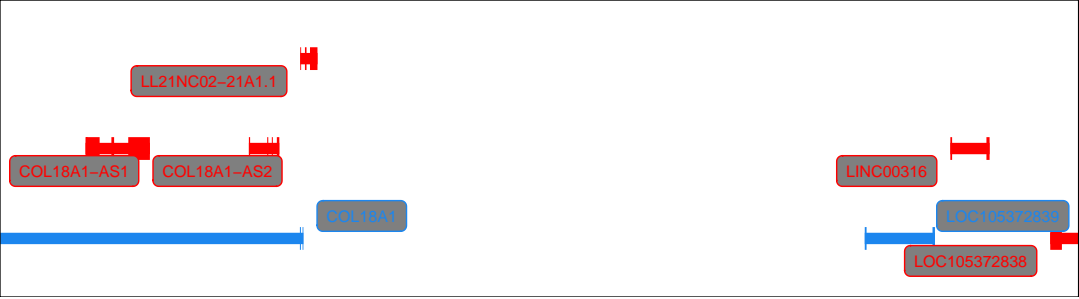 LL21NC02−21A1.1
COL18A1−AS1
COL18A1−AS2
LINC00316
COL18A1
LOC105372839
LOC105372838